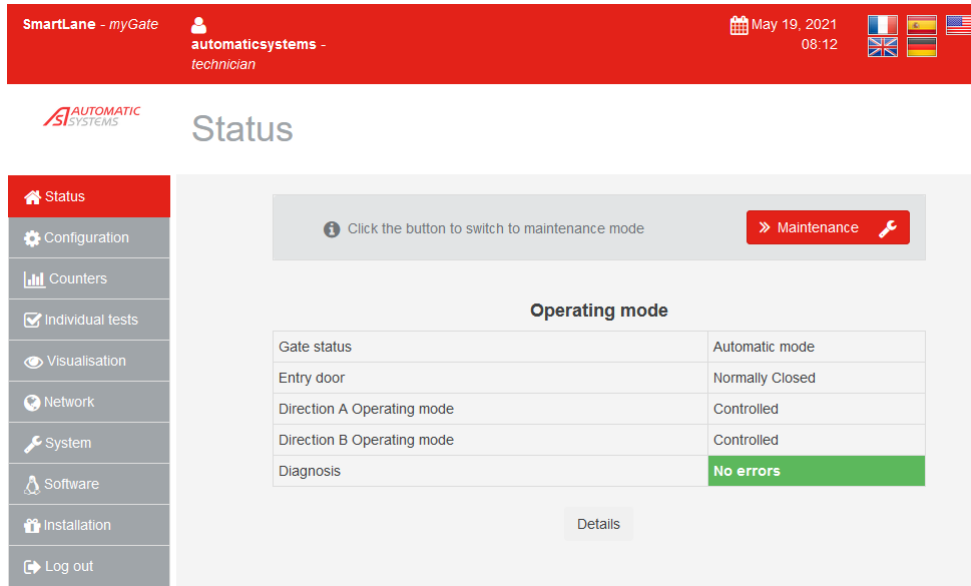 SmartLane - myGate
automaticsystems -
technician
May 19, 2021
08:12
AUTOMATIC
SYSTEMS
Status
Status
Configuration
Counters
Individual tests
Visualisation
Network
System
Software
Installation
Log out
Click the button to switch to maintenance mode
Maintenance
Operating mode
Gate status Automatic mode
Entry door Normally Closed
Direction A Operating mode Controlled
Direction B Operating mode Controlled
Diagnosis No errors
Details